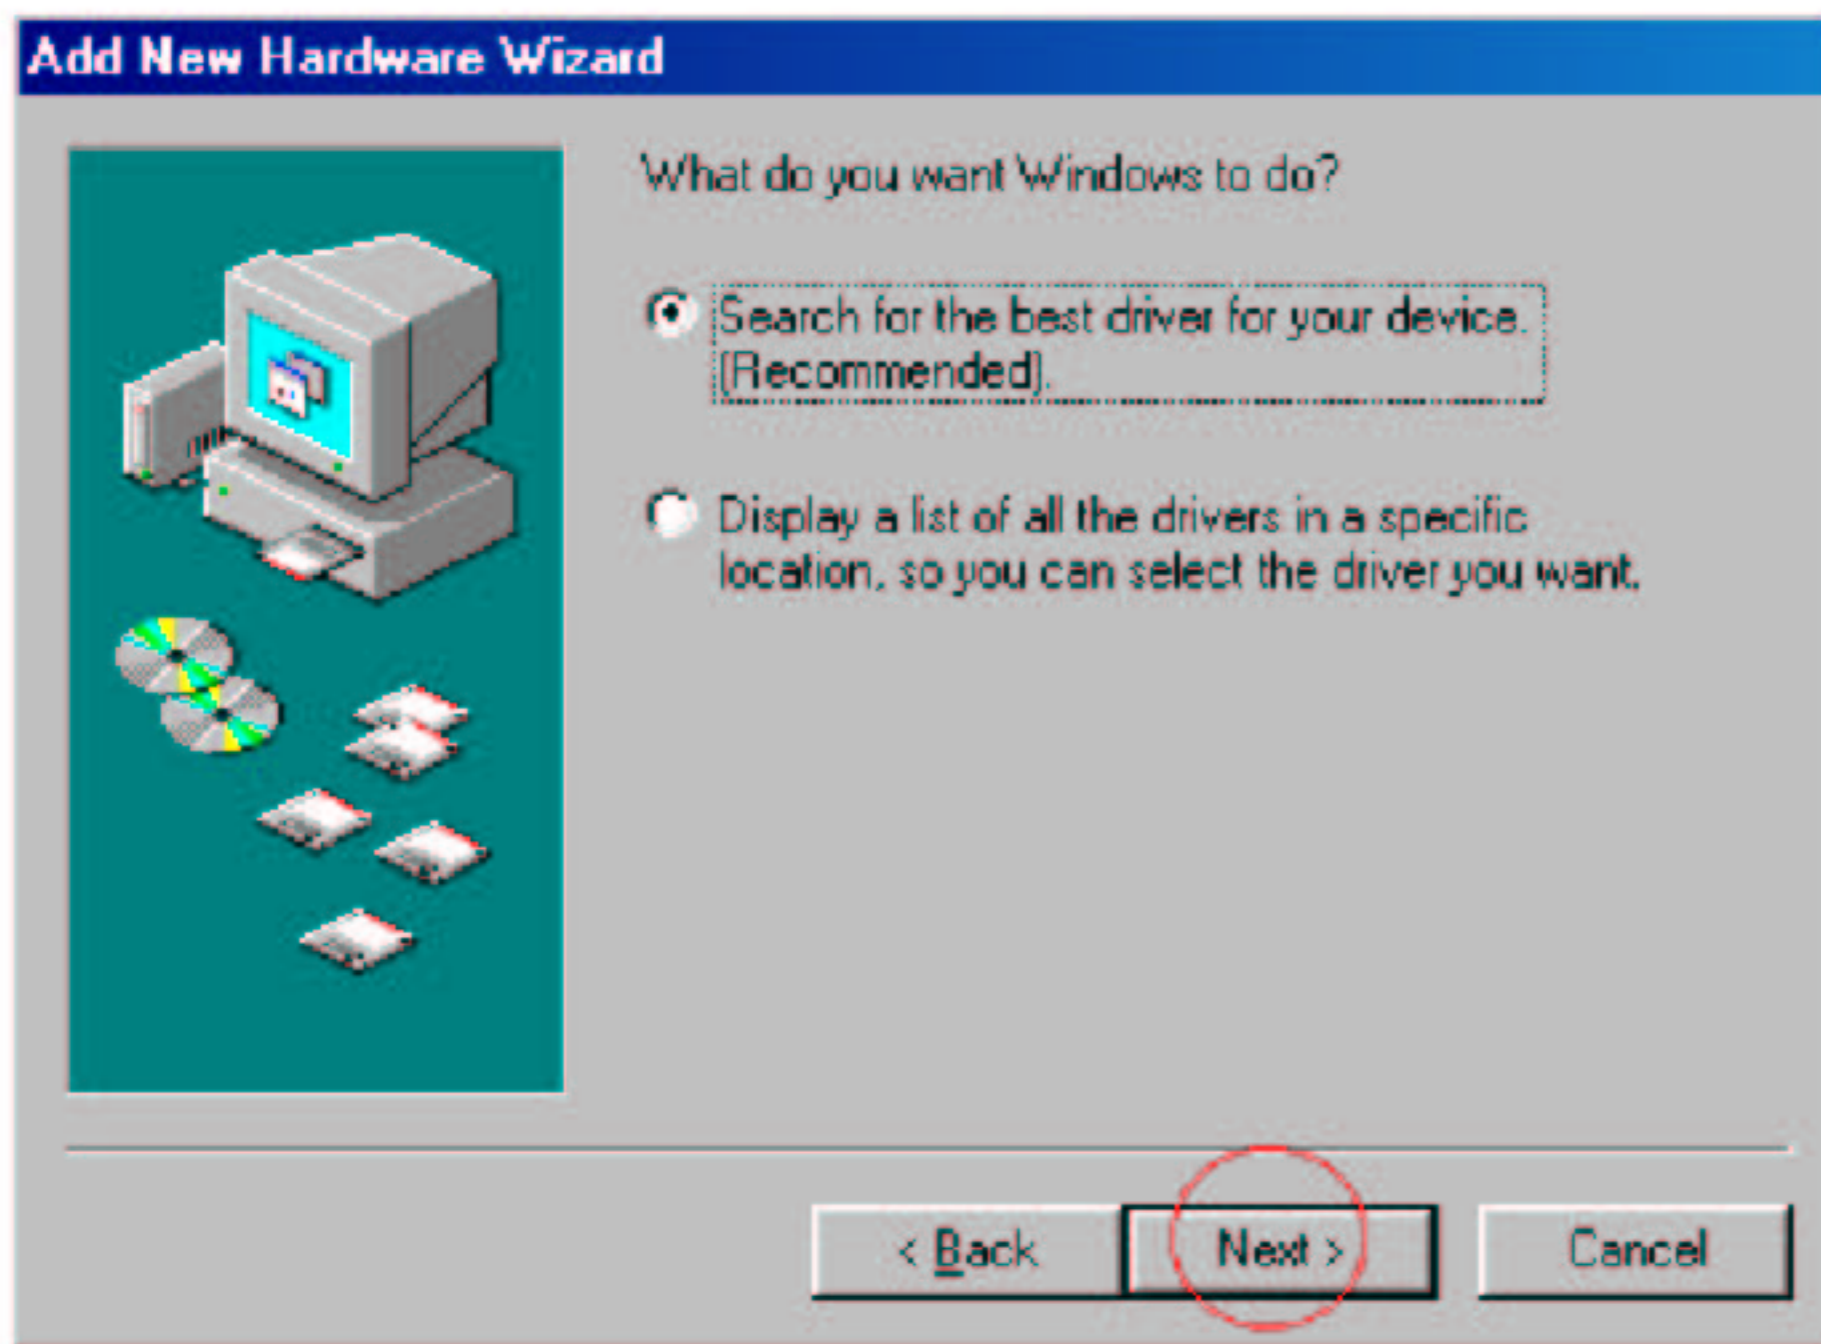 Add New Hardware Wizard
What do you want Windows to do?
Search for the best driver for your device.
(Recommended).
Display a list of all the drivers in a specific
location, so you can select the driver you want.
< Back
Next >
Cancel